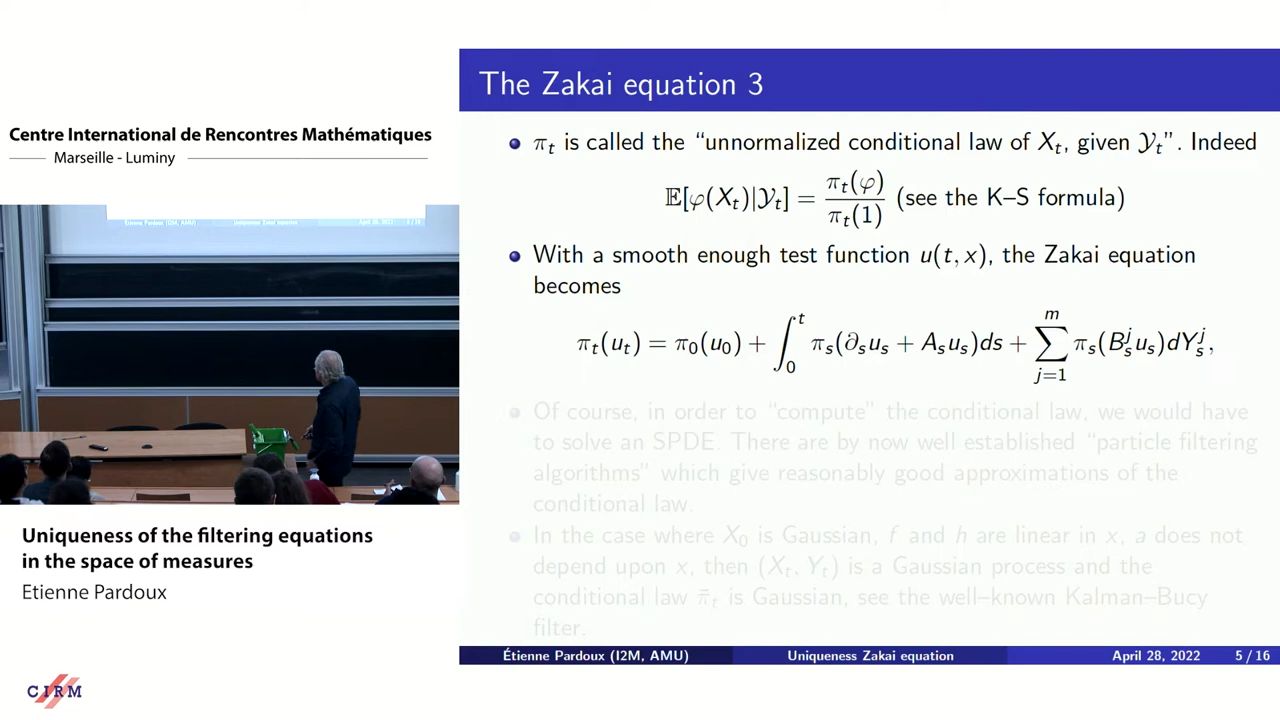 Centre International de Rencontres Mathématiques
Marseille - Luminy
Uniqueness of the filtering equations
in the space of measures
Etienne Pardoux
CIRM
The Zakai equation 3
• π_t is called the “unnormalized conditional law of X_t, given 𝒴_t”. Indeed
𝔼[φ(X_t)|𝒴_t] = π_t(φ) / π_t(1) (see the K–S formula)
• With a smooth enough test function u(t, x), the Zakai equation
becomes
π_t(u_t) = π_0(u_0) + ∫_0^t π_s(∂_s u_s + A_s u_s)ds + ∑_{j=1}^m π_s(B_s^j u_s)dY_s^j,
• Of course, in order to “compute” the conditional law, we would have
to solve an SPDE. There are by now well established “particle filtering
algorithms” which give reasonably good approximations of the
conditional law.
• In the case where X_0 is Gaussian, f and h are linear in x, a does not
depend upon x, then (X_t, Y_t) is a Gaussian process and the
conditional law π̄_t is Gaussian, see the well–known Kalman–Bucy
filter.
Étienne Pardoux (I2M, AMU) Uniqueness Zakai equation April 28, 2022 5 / 16